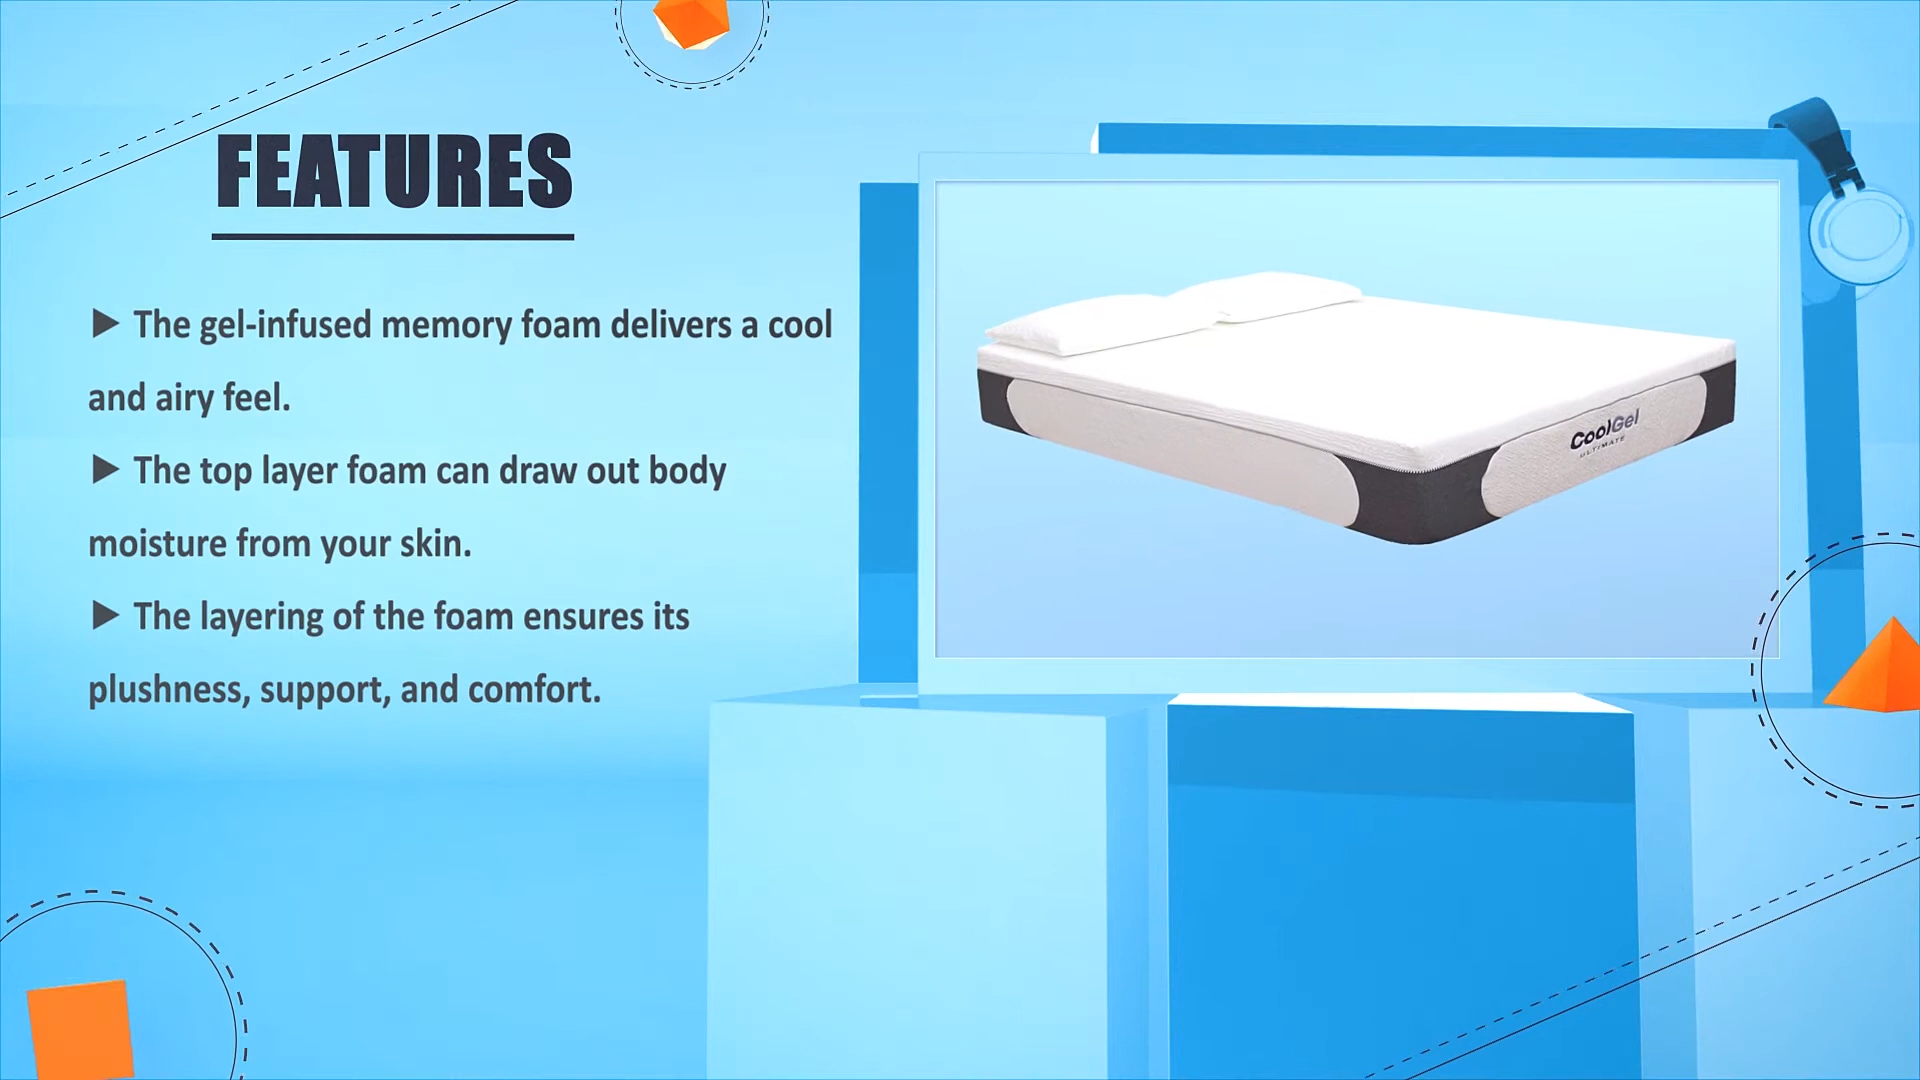 FEATURES
▶ The gel-infused memory foam delivers a cool
and airy feel.
▶ The top layer foam can draw out body
moisture from your skin.
▶ The layering of the foam ensures its
plushness, support, and comfort.
CoolGel
ULTIMATE